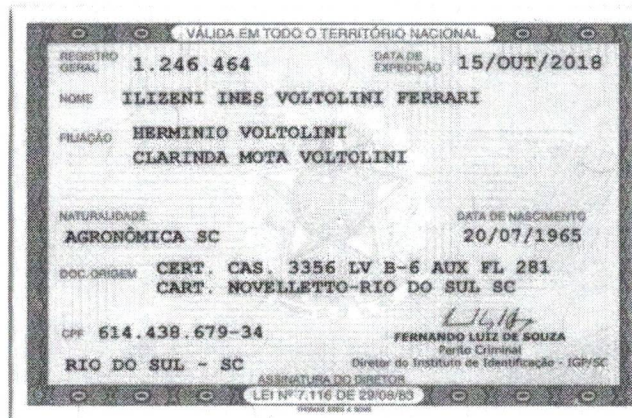 VÁLIDA EM TODO O TERRITÓRIO NACIONAL
REGISTRO GERAL 1.246.464 DATA DE EXPEDIÇÃO 15/OUT/2018
NOME ILIZENI INES VOLTOLINI FERRARI
FILIAÇÃO HERMINIO VOLTOLINI
CLARINDA MOTA VOLTOLINI
NATURALIDADE DATA DE NASCIMENTO
AGRONÔMICA SC 20/07/1965
DOC. ORIGEM CERT. CAS. 3356 LV B-6 AUX FL 281
CART. NOVELLETTO-RIO DO SUL SC
CPF 614.438.679-34
FERNANDO LUIZ DE SOUZA
Perito Criminal
RIO DO SUL - SC Diretor do Instituto de Identificação - IGP/SC
ASSINATURA DO DIRETOR
LEI Nº 7.116 DE 29/08/83